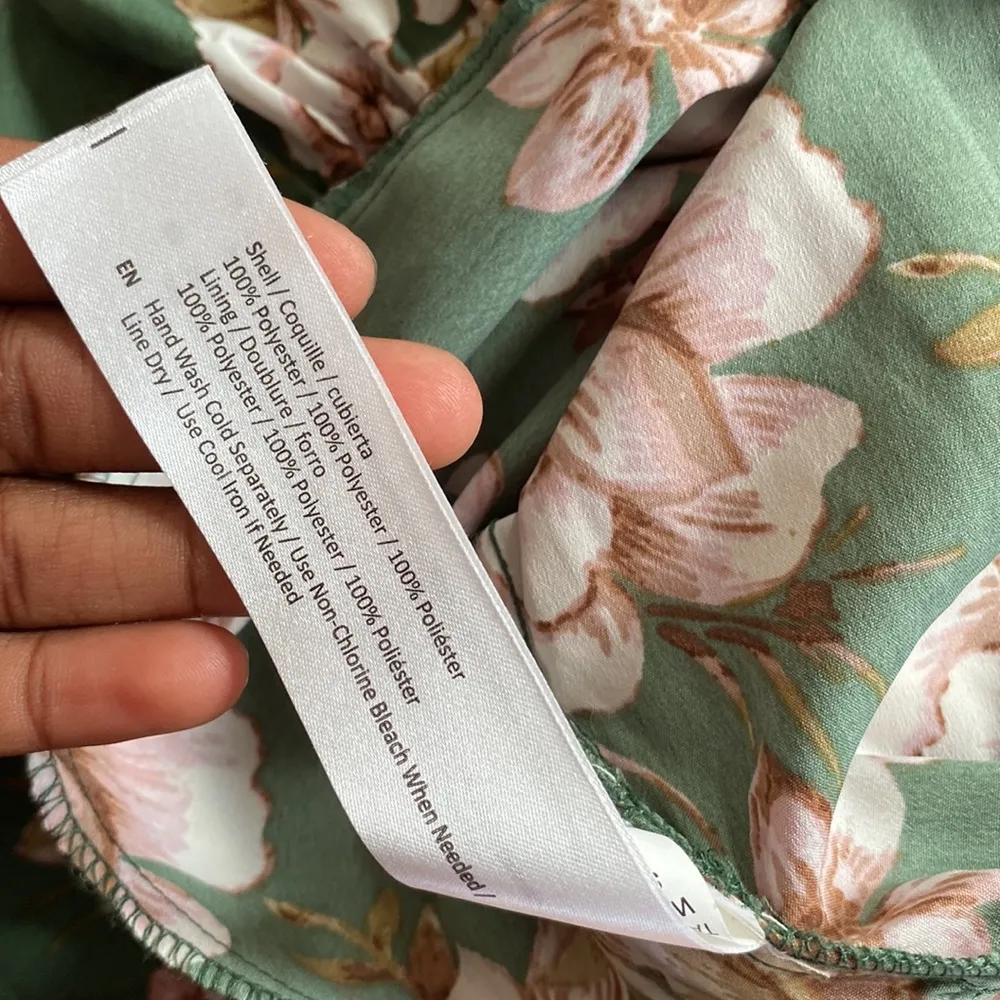 Shell / Coquille / cubierta
100% Polyester / 100% Polyester / 100% Poliéster
Lining / Doublure / forro
100% Polyester / 100% Polyester / 100% Poliéster
EN Hand Wash Cold Separately / Use Non-Chlorine Bleach When Needed /
Line Dry / Use Cool Iron If Needed